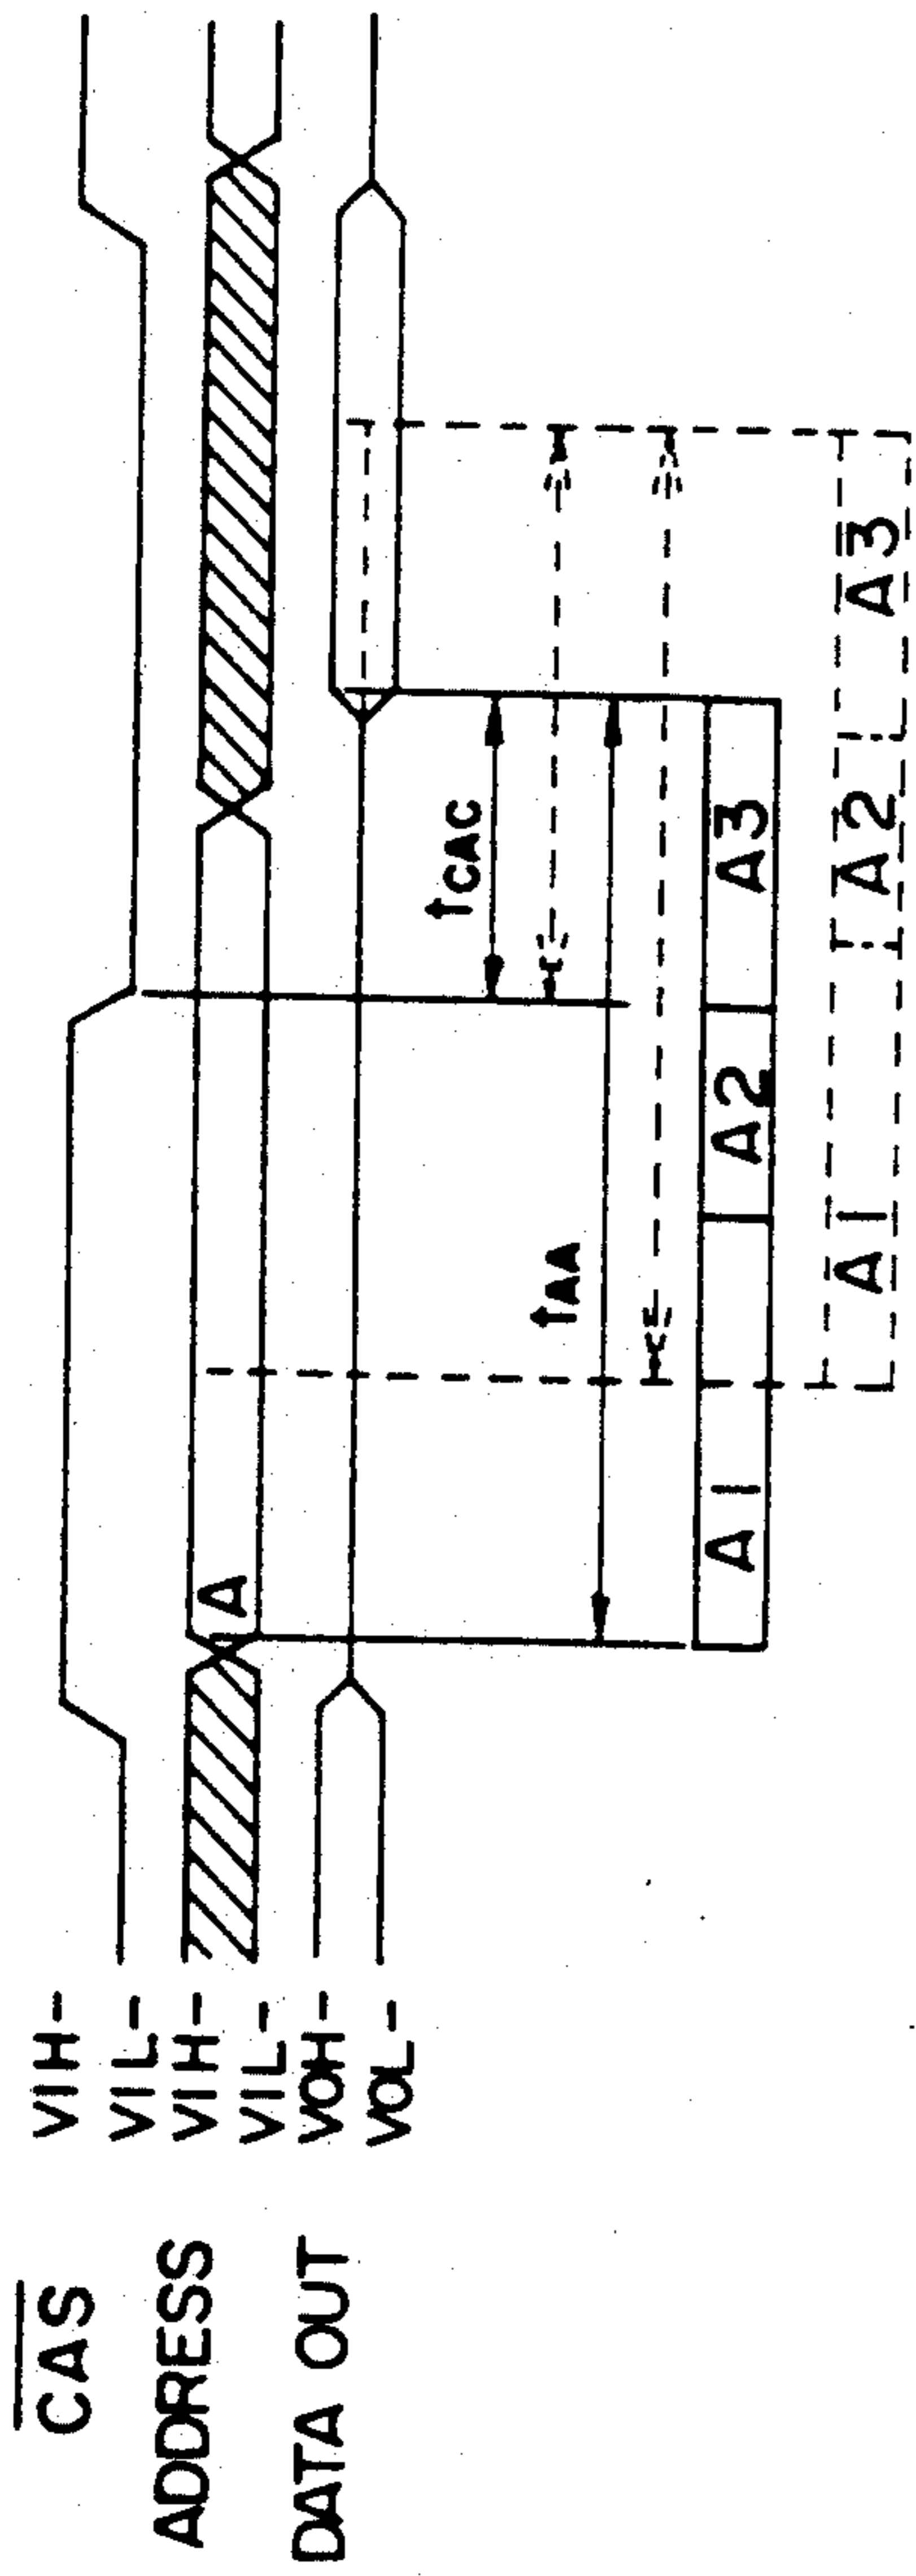 CAS VIH-
VIL-
ADDRESS VIH-
VIL-
DATA OUT VOH-
VOL-
A
tCAC
tAA
A1 A2 A3
A1 A2 A3